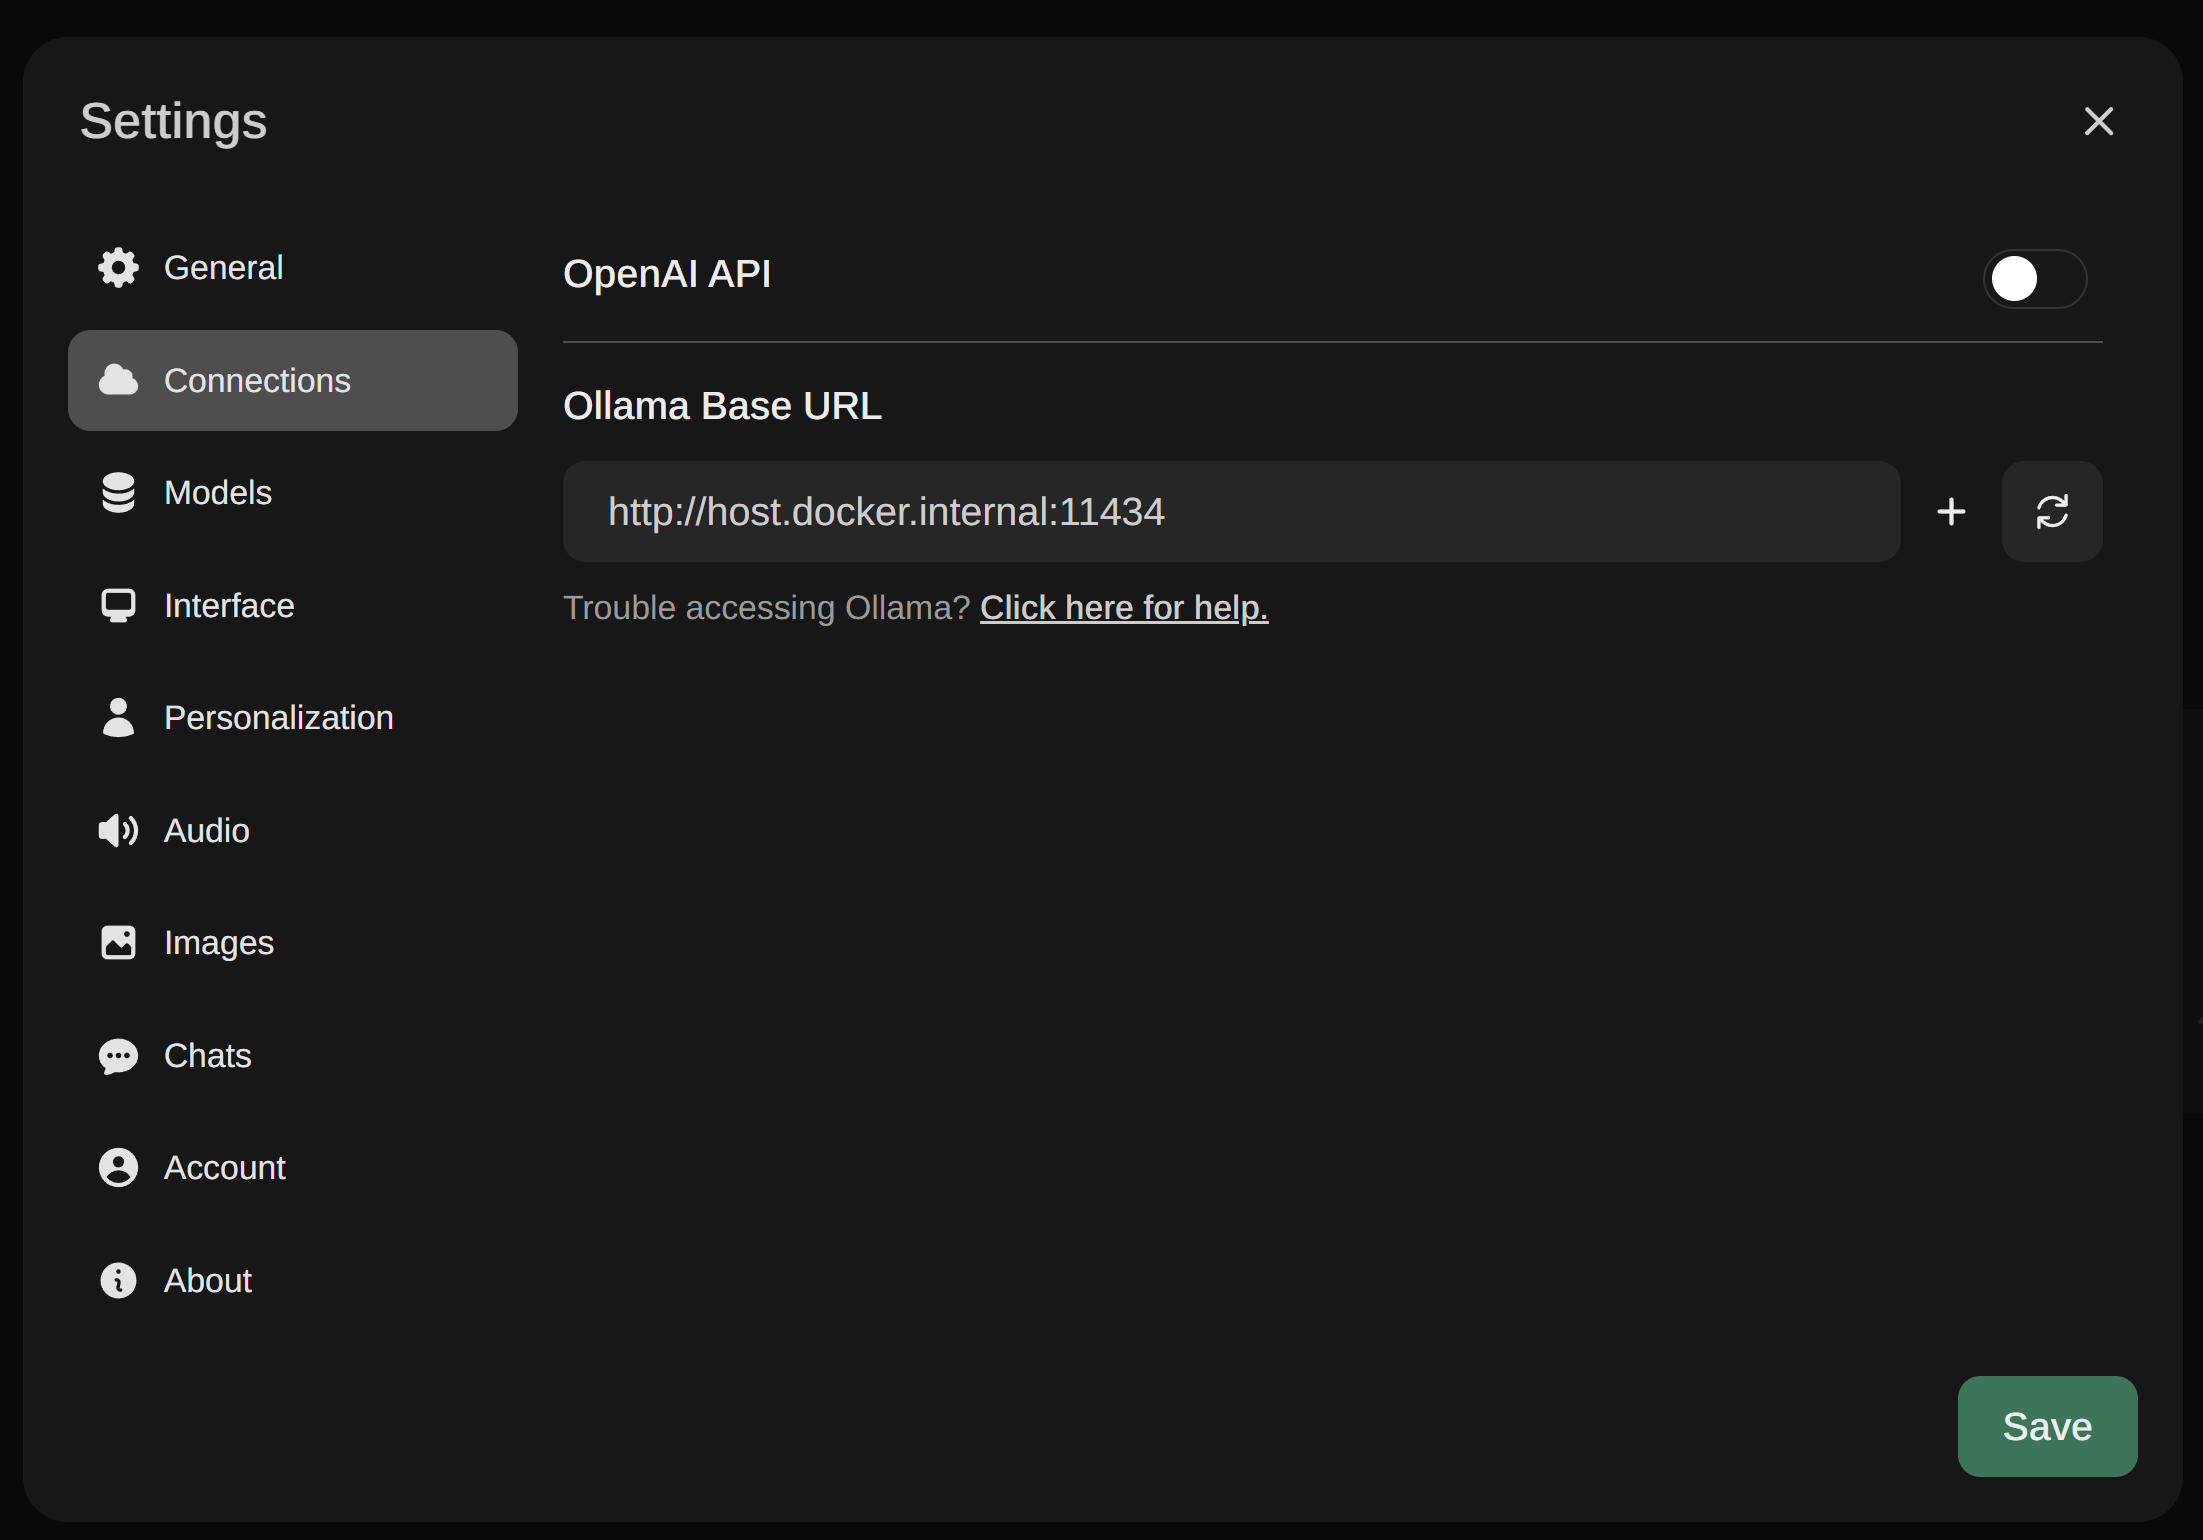 Settings
General
Connections
Models
Interface
Personalization
Audio
Images
Chats
Account
About
OpenAI API
Ollama Base URL
http://host.docker.internal:11434
Trouble accessing Ollama? Click here for help.
Save